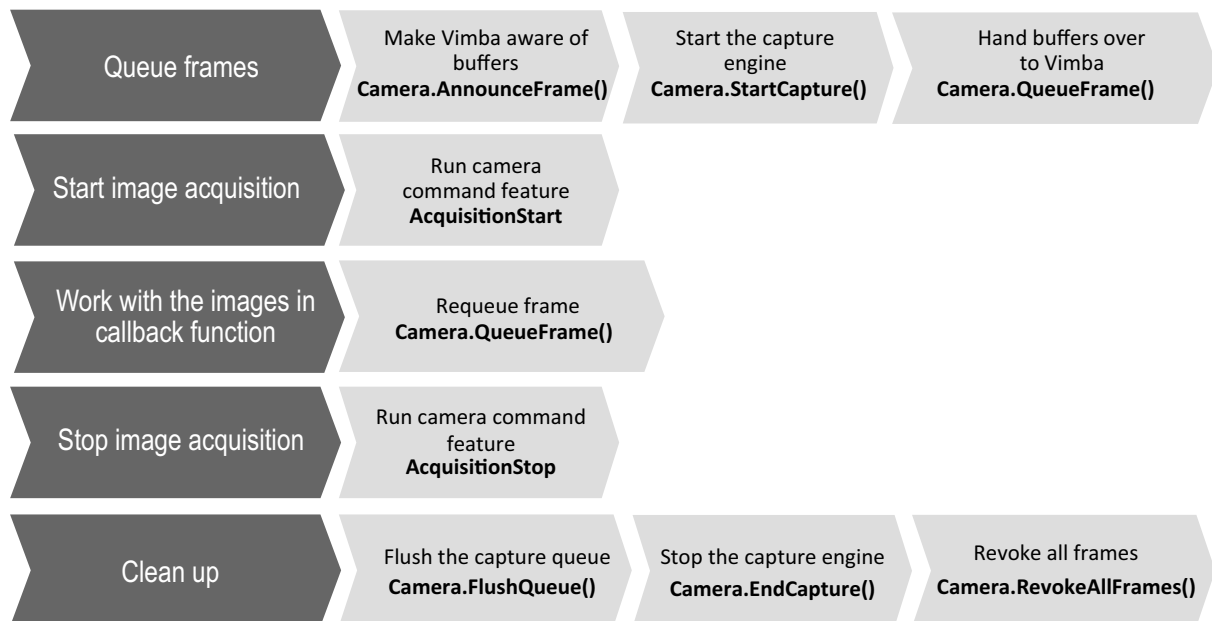 Queue frames
Make Vimba aware of
buffers
Camera.AnnounceFrame()
Start the capture
engine
Camera.StartCapture()
Hand buffers over
to Vimba
Camera.QueueFrame()
Start image acquisition
Run camera
command feature
AcquisitionStart
Work with the images in
callback function
Requeue frame
Camera.QueueFrame()
Stop image acquisition
Run camera command
feature
AcquisitionStop
Clean up
Flush the capture queue
Camera.FlushQueue()
Stop the capture engine
Camera.EndCapture()
Revoke all frames
Camera.RevokeAllFrames()